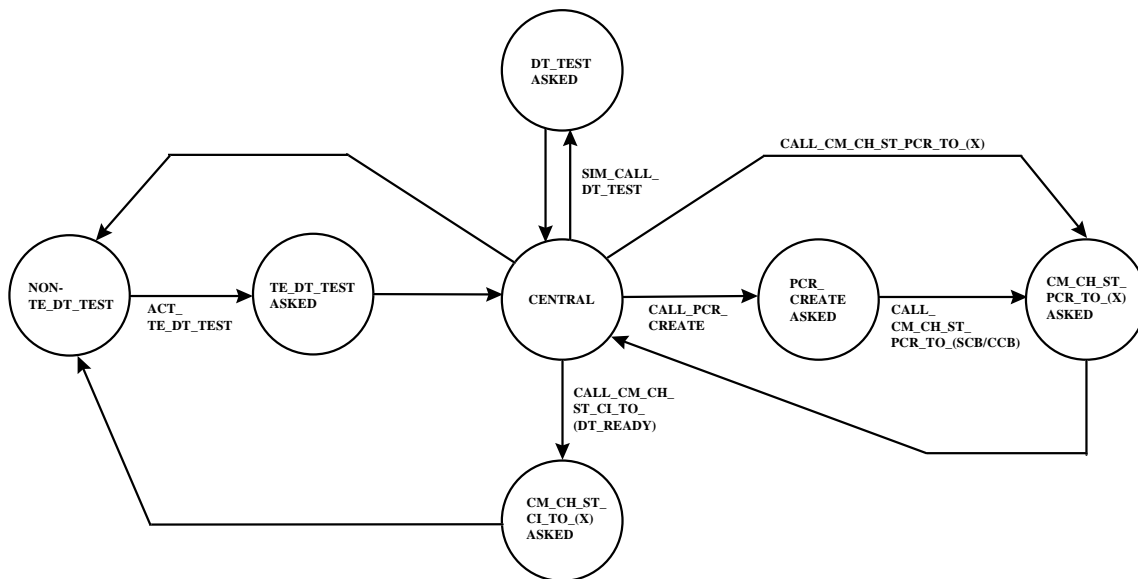 DT_TEST
ASKED
CALL_CM_CH_ST_PCR_TO_(X)
SIM_CALL_
DT_TEST
NON-
TE_DT_TEST
ACT_
TE_DT_TEST
TE_DT_TEST
ASKED
CENTRAL
CALL_PCR_
CREATE
PCR_
CREATE
ASKED
CALL_
CM_CH_ST_
PCR_TO_(SCB/CCB)
CM_CH_ST_
PCR_TO_(X)
ASKED
CALL_CM_CH_
ST_CI_TO_
(DT_READY)
CM_CH_ST_
CI_TO_(X)
ASKED